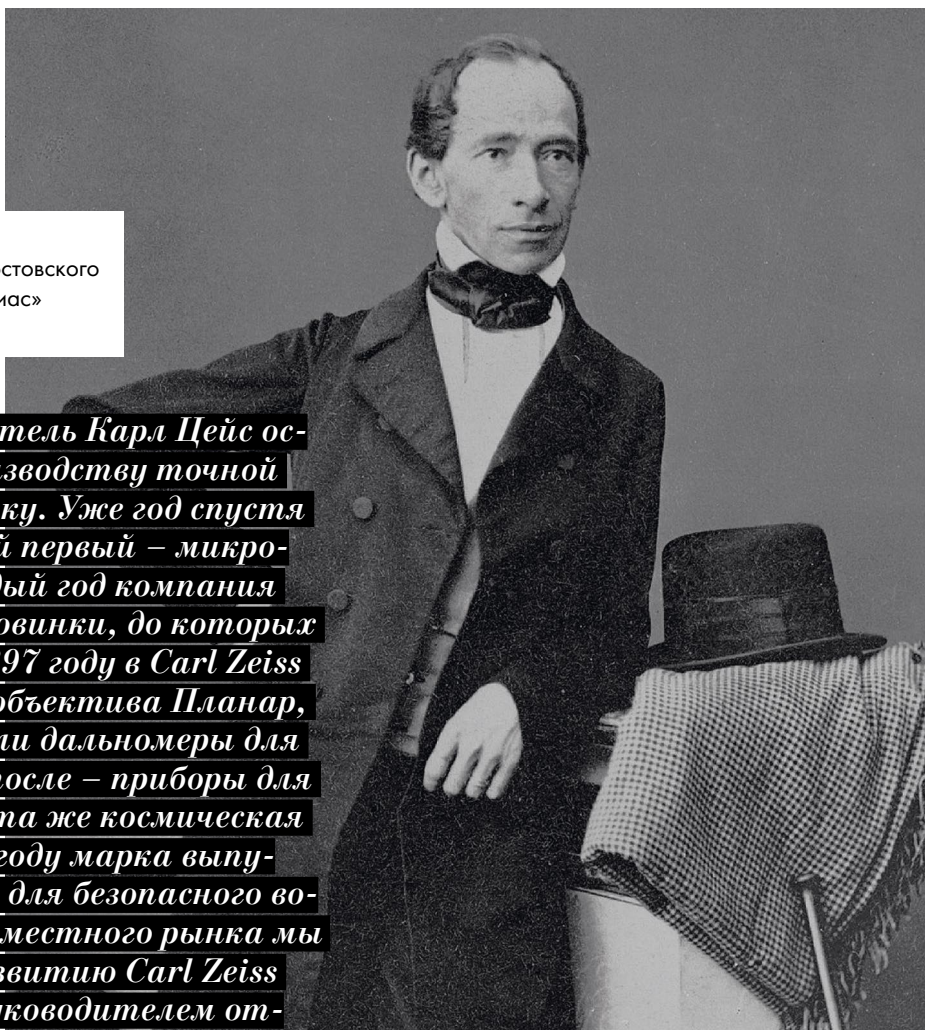 стовского
иас»
тель Карл Цейс ос-
зводству точной
ку. Уже год спустя
й первый – микро-
дый год компания
овинки, до которых
97 году в Carl Zeiss
объектива Планар,
ли дальномеры для
после – приборы для
та же космическая
году марка выпу-
для безопасного во-
местного рынка мы
звитию Carl Zeiss
ководителем от-